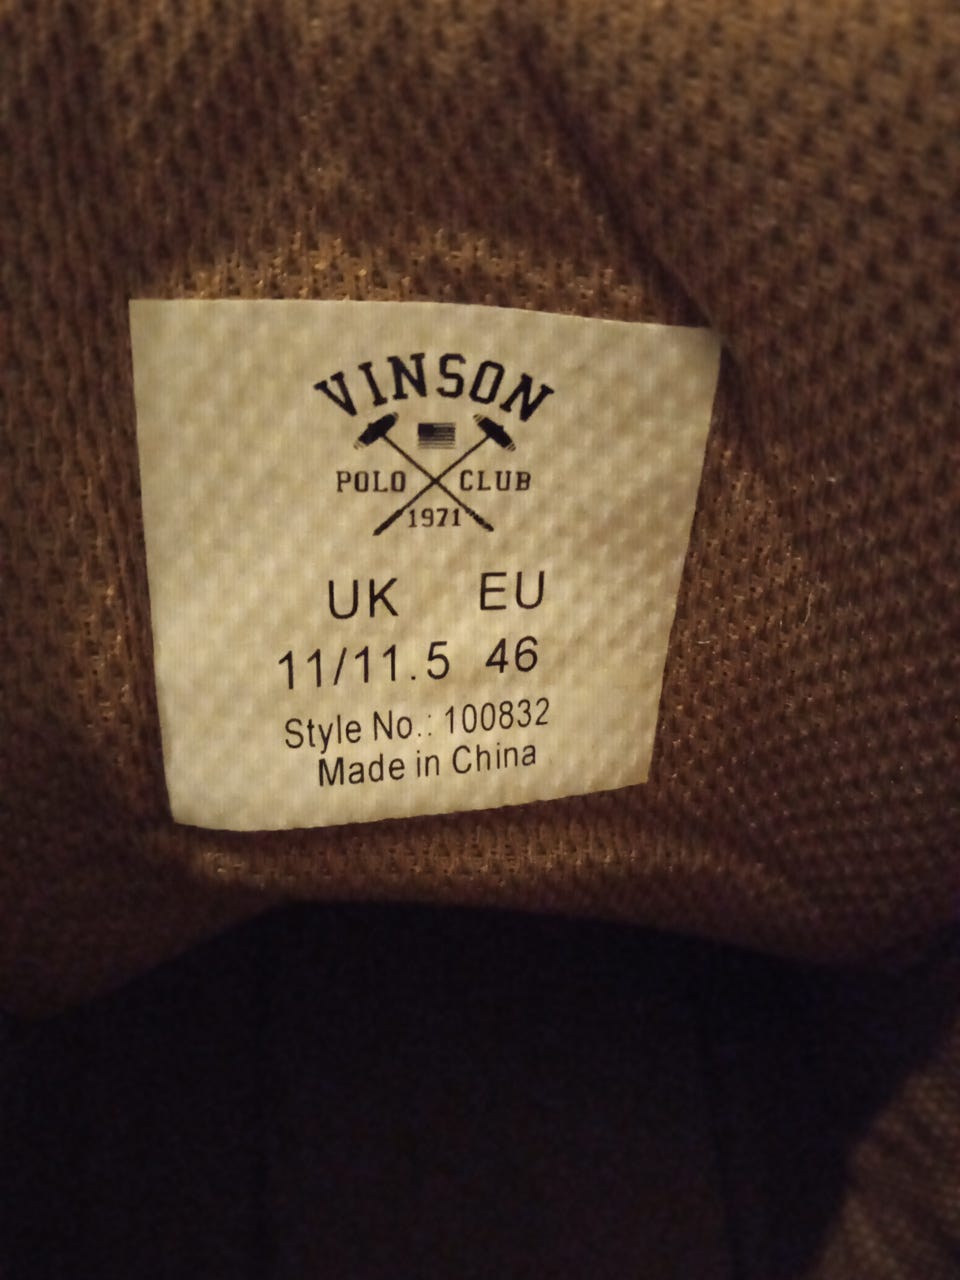 VINSON
POLO CLUB
1971
UK EU
11/11.5 46
Style No.: 100832
Made in China